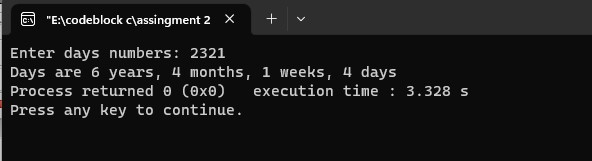 "E:\codeblock c\assingment 2
Enter days numbers: 2321
Days are 6 years, 4 months, 1 weeks, 4 days
Process returned 0 (0x0)   execution time : 3.328 s
Press any key to continue.